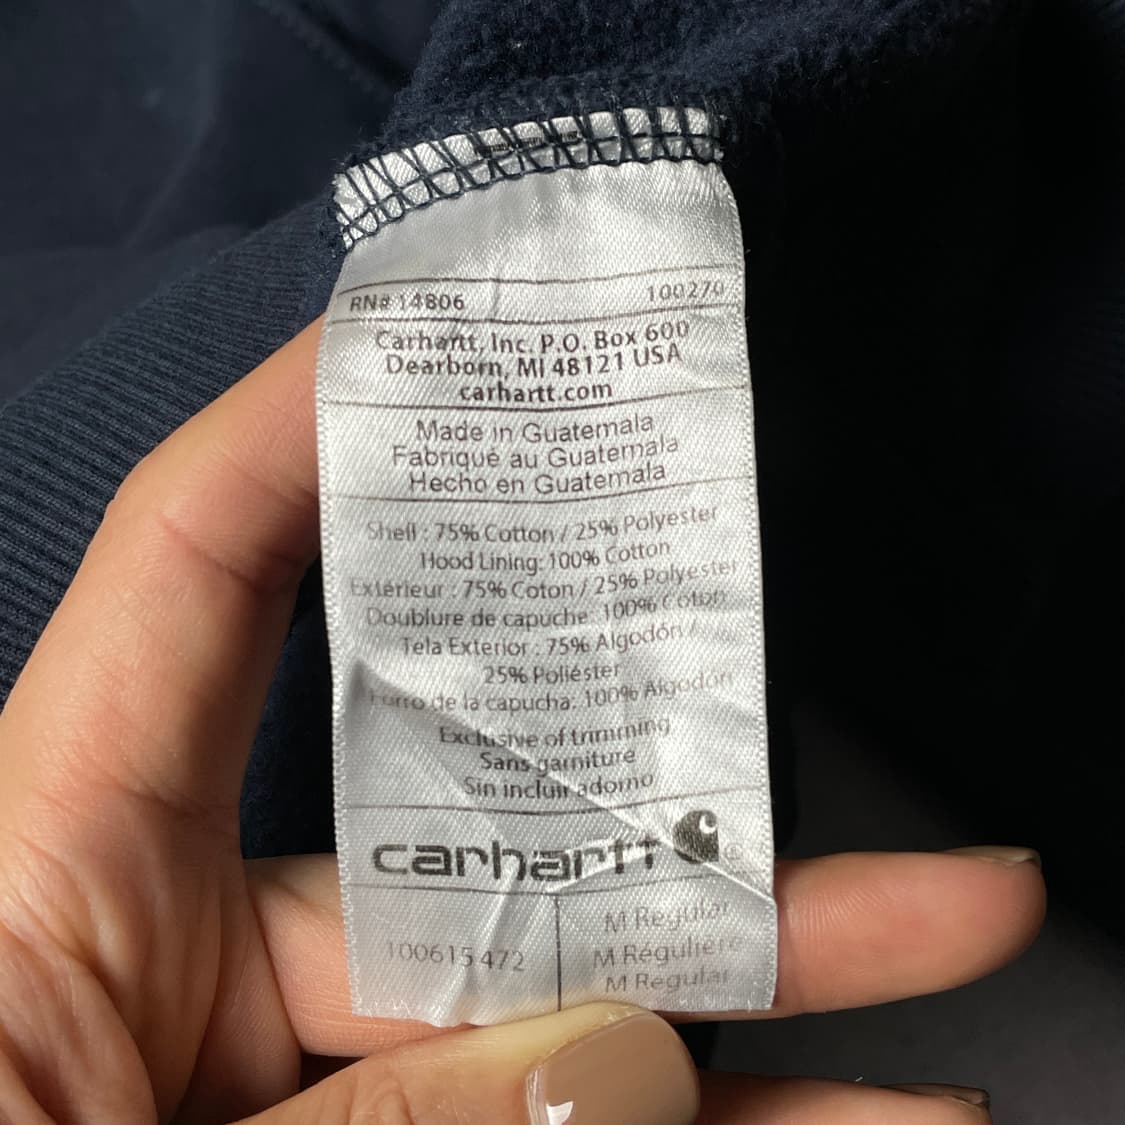 RN# 14806 100270
Carhartt, Inc. P.O. Box 600
Dearborn, MI 48121 USA
carhartt.com
Made in Guatemala
Fabriqué au Guatemala
Hecho en Guatemala
Shell : 75% Cotton / 25% Polyester
Hood Lining: 100% Cotton
Extérieur : 75% Coton / 25% Polyester
Doublure de capuche: 100% Coton
Tela Exterior : 75% Algodón /
25% Poliéster
Forro de la capucha: 100% Algodón
Exclusive of trimming
Sans garniture
Sin incluir adorno
carhartt ®
100615 472
M Regular
M Régulière
M Regular